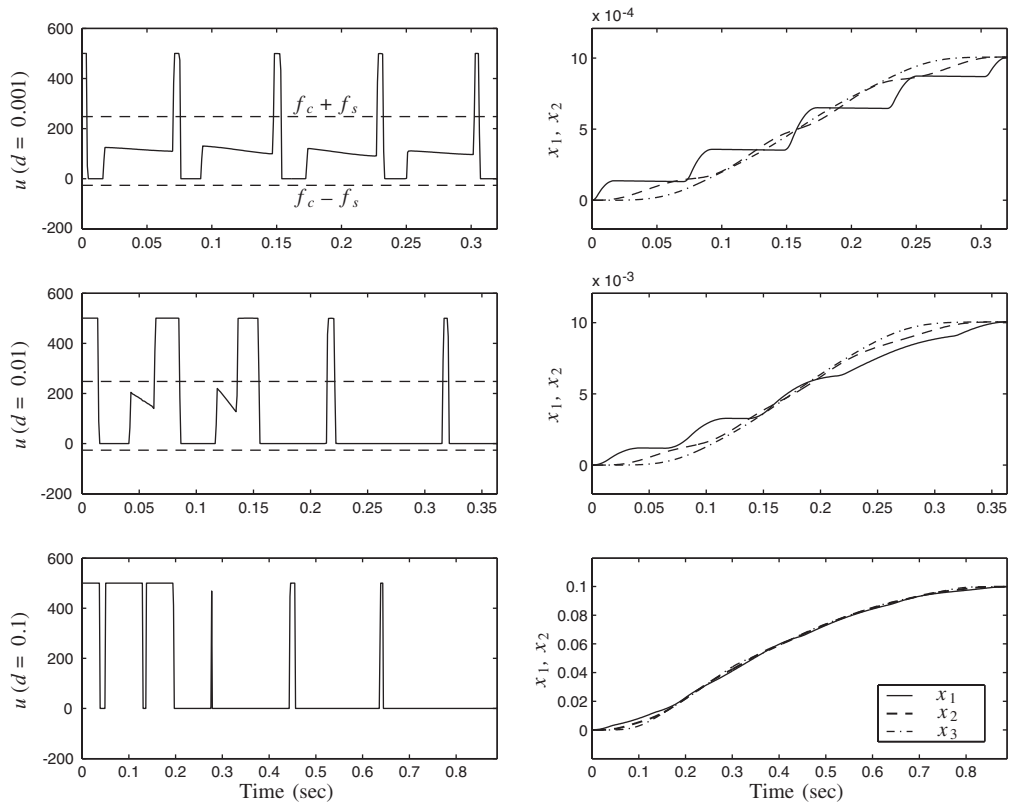 600
400
200
0
-200
u (d = 0.001)
f_c + f_s
f_c – f_s
0 0.05 0.1 0.15 0.2 0.25 0.3
x 10^-4
10
5
0
x_1, x_2
0 0.05 0.1 0.15 0.2 0.25 0.3
600
400
200
0
-200
u (d = 0.01)
0 0.05 0.1 0.15 0.2 0.25 0.3 0.35
x 10^-3
10
5
0
x_1, x_2
0 0.05 0.1 0.15 0.2 0.25 0.3 0.35
600
400
200
0
-200
u (d = 0.1)
0 0.1 0.2 0.3 0.4 0.5 0.6 0.7 0.8
Time (sec)
0.1
0.08
0.06
0.04
0.02
0
x_1, x_2
x_1
x_2
x_3
0 0.1 0.2 0.3 0.4 0.5 0.6 0.7 0.8
Time (sec)